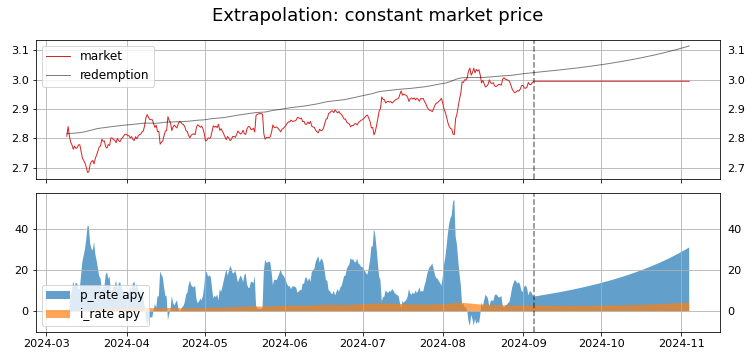 Extrapolation: constant market price
3.1 3.1
market
redemption
3.0 3.0
2.9 2.9
2.8 2.8
2.7 2.7
40 40
20 20
p_rate apy
0 0
i_rate apy
2024-03 2024-04 2024-05 2024-06 2024-07 2024-08 2024-09 2024-10 2024-11